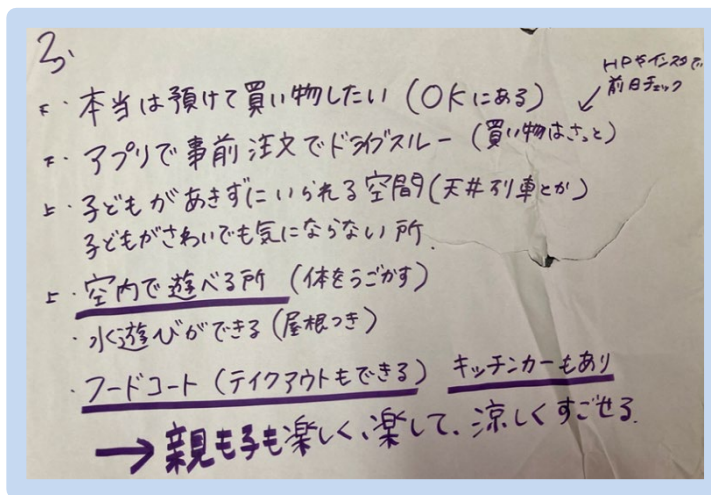 3.
HPやインスタで
前日チェック
下・本当は預けて買い物したい（OKにある）
下・アプリで事前注文でドライブスルー（買い物はさっと）
上・子どもがあきずにいられる空間（天井列車とか）
子どもがさわいでも気にならない所.
上・室内で遊べる所（体をうごかす）
・水遊びができる（屋根つき）
・フードコート（テイクアウトもできる） キッチンカーもあり
→ 親も子も楽しく、楽して、涼しくすごせる.